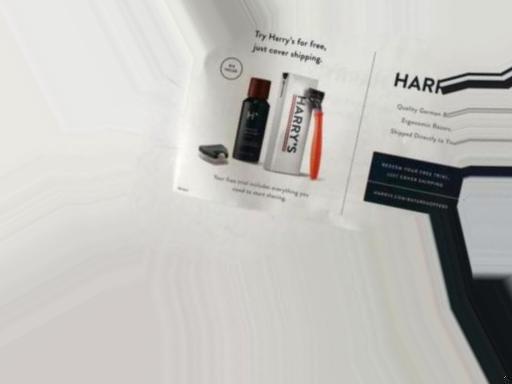 Try Harry's for free,
just cover shipping.
HARRY'S
Your free trial includes everything you
need to start shaving.
HARR
Quality German
Ergonomic Razors,
Shipped Directly to You
REDEEM YOUR FREE TRIAL,
JUST COVER SHIPPING